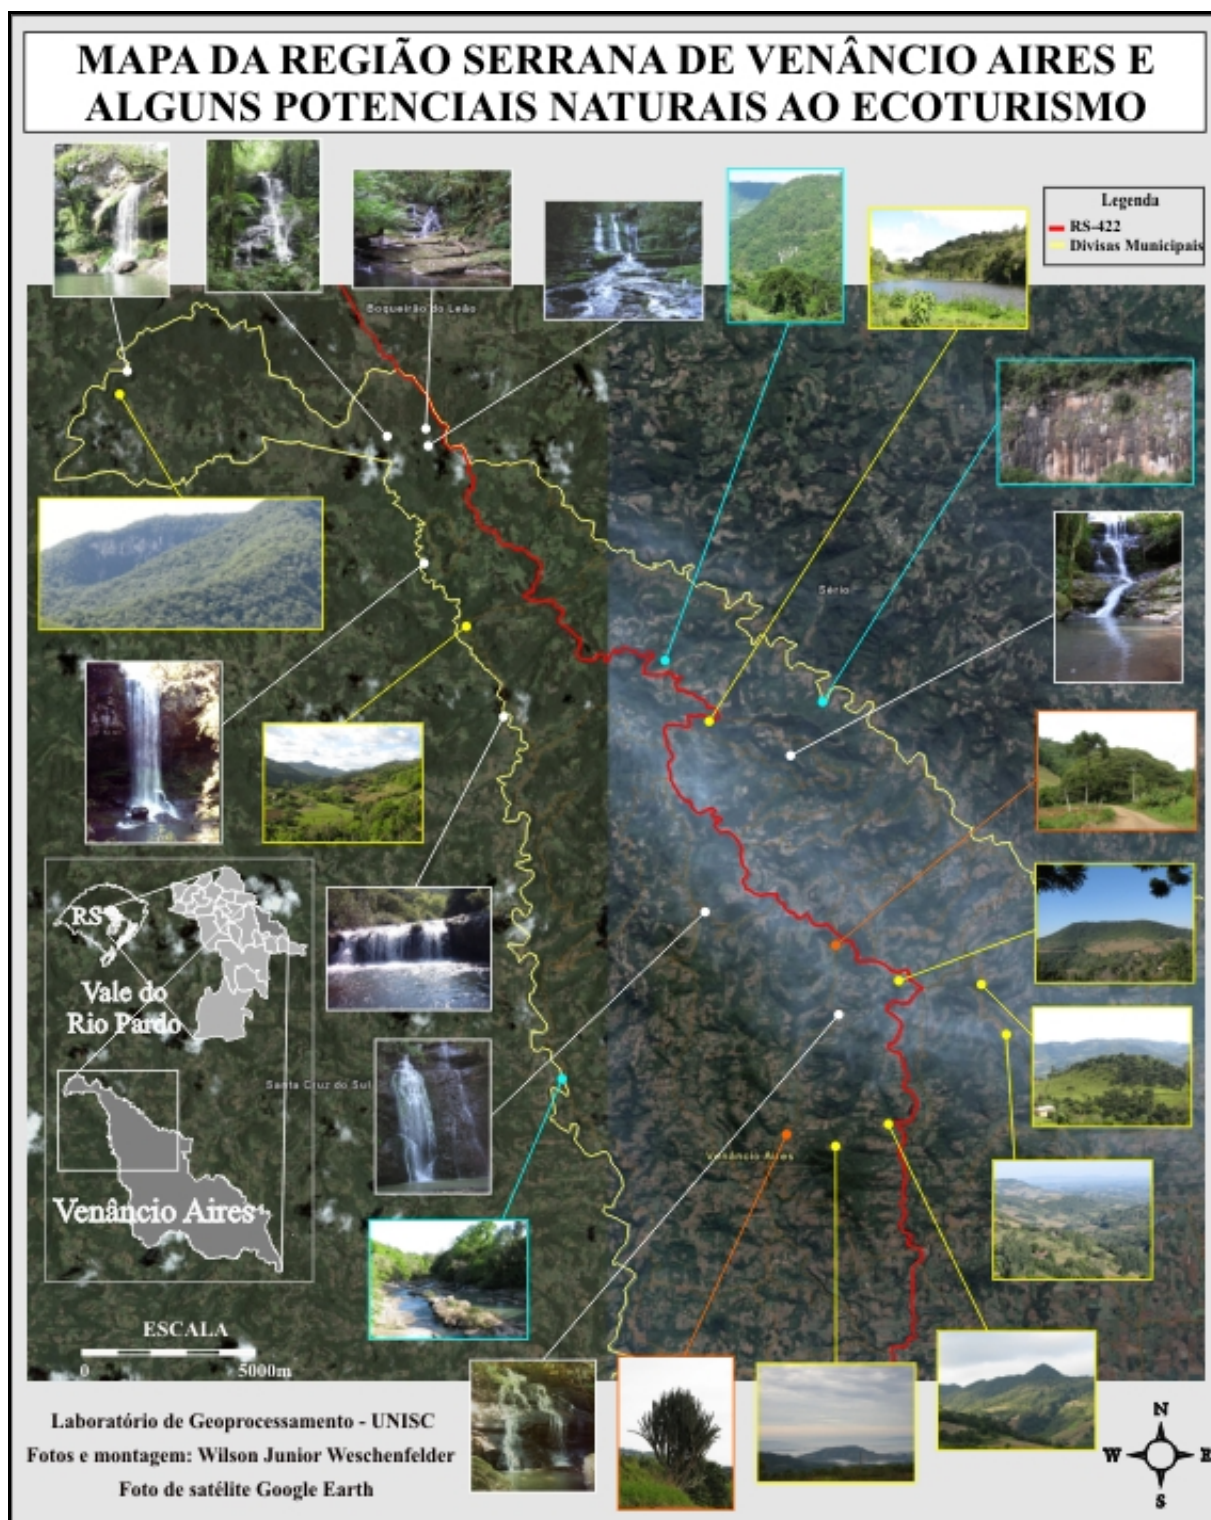 MAPA DA REGIÃO SERRANA DE VENÂNCIO AIRES E
ALGUNS POTENCIAIS NATURAIS AO ECOTURISMO
Legenda
RS-422
Divisas Municipais
Boqueirão do Leão
Sério
RS
Vale do
Rio Pardo
Santa Cruz do Sul
Venâncio Aires
Venâncio Aires
ESCALA
0 5000m
Laboratório de Geoprocessamento - UNISC
Fotos e montagem: Wilson Junior Weschenfelder
Foto de satélite Google Earth
N
W E
S